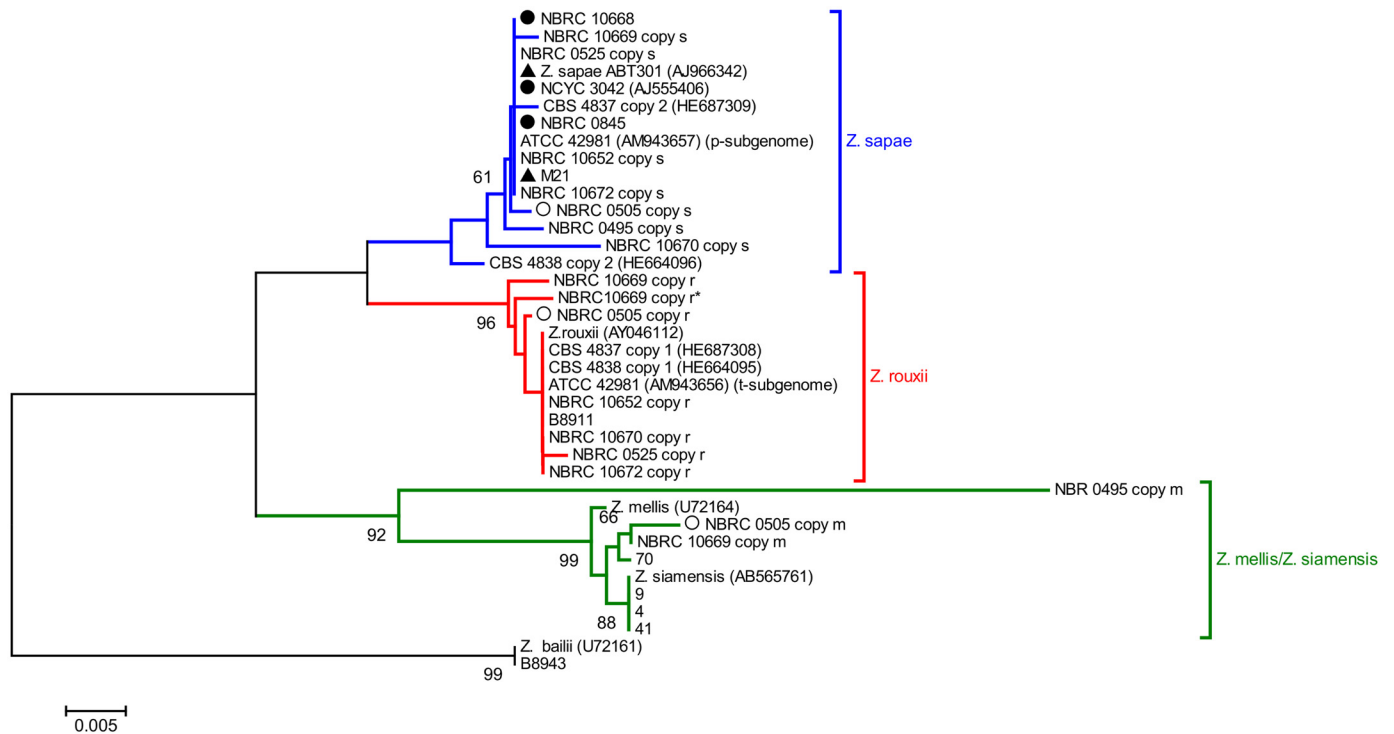 NBRC 10668
NBRC 10669 copy s
NBRC 0525 copy s
Z. sapae ABT301 (AJ966342)
NCYC 3042 (AJ555406)
CBS 4837 copy 2 (HE687309)
NBRC 0845
ATCC 42981 (AM943657) (p-subgenome)
Z. sapae
NBRC 10652 copy s
61
M21
NBRC 10672 copy s
NBRC 0505 copy s
NBRC 0495 copy s
NBRC 10670 copy s
CBS 4838 copy 2 (HE664096)
NBRC 10669 copy r
NBRC10669 copy r*
NBRC 0505 copy r
96
Z.rouxii (AY046112)
CBS 4837 copy 1 (HE687308)
CBS 4838 copy 1 (HE664095)
Z. rouxii
ATCC 42981 (AM943656) (t-subgenome)
NBRC 10652 copy r
B8911
NBRC 10670 copy r
NBRC 0525 copy r
NBRC 10672 copy r
NBR 0495 copy m
Z. mellis (U72164)
66
NBRC 0505 copy m
92
NBRC 10669 copy m
99
70
Z. mellis/Z. siamensis
Z. siamensis (AB565761)
9
4
88
41
Z. bailii (U72161)
B8943
99
0.005